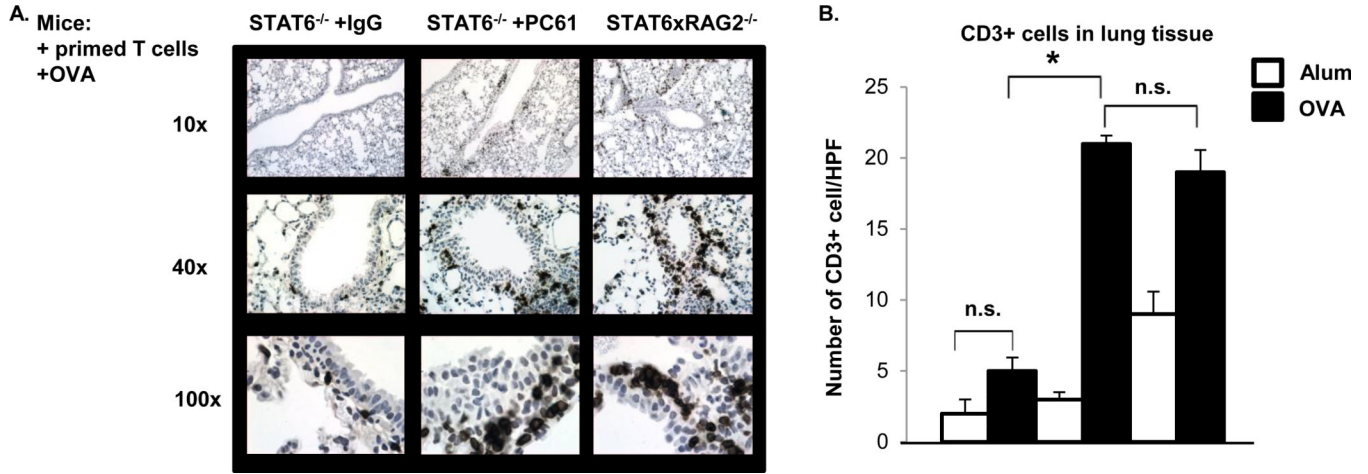 A.
Mice:
+ primed T cells
+OVA
STAT6-/- +IgG
STAT6-/- +PC61
STAT6xRAG2-/-
10x
40x
100x
B.
CD3+ cells in lung tissue
Alum
OVA
*
n.s.
n.s.
Number of CD3+ cell/HPF
25
20
15
10
5
0